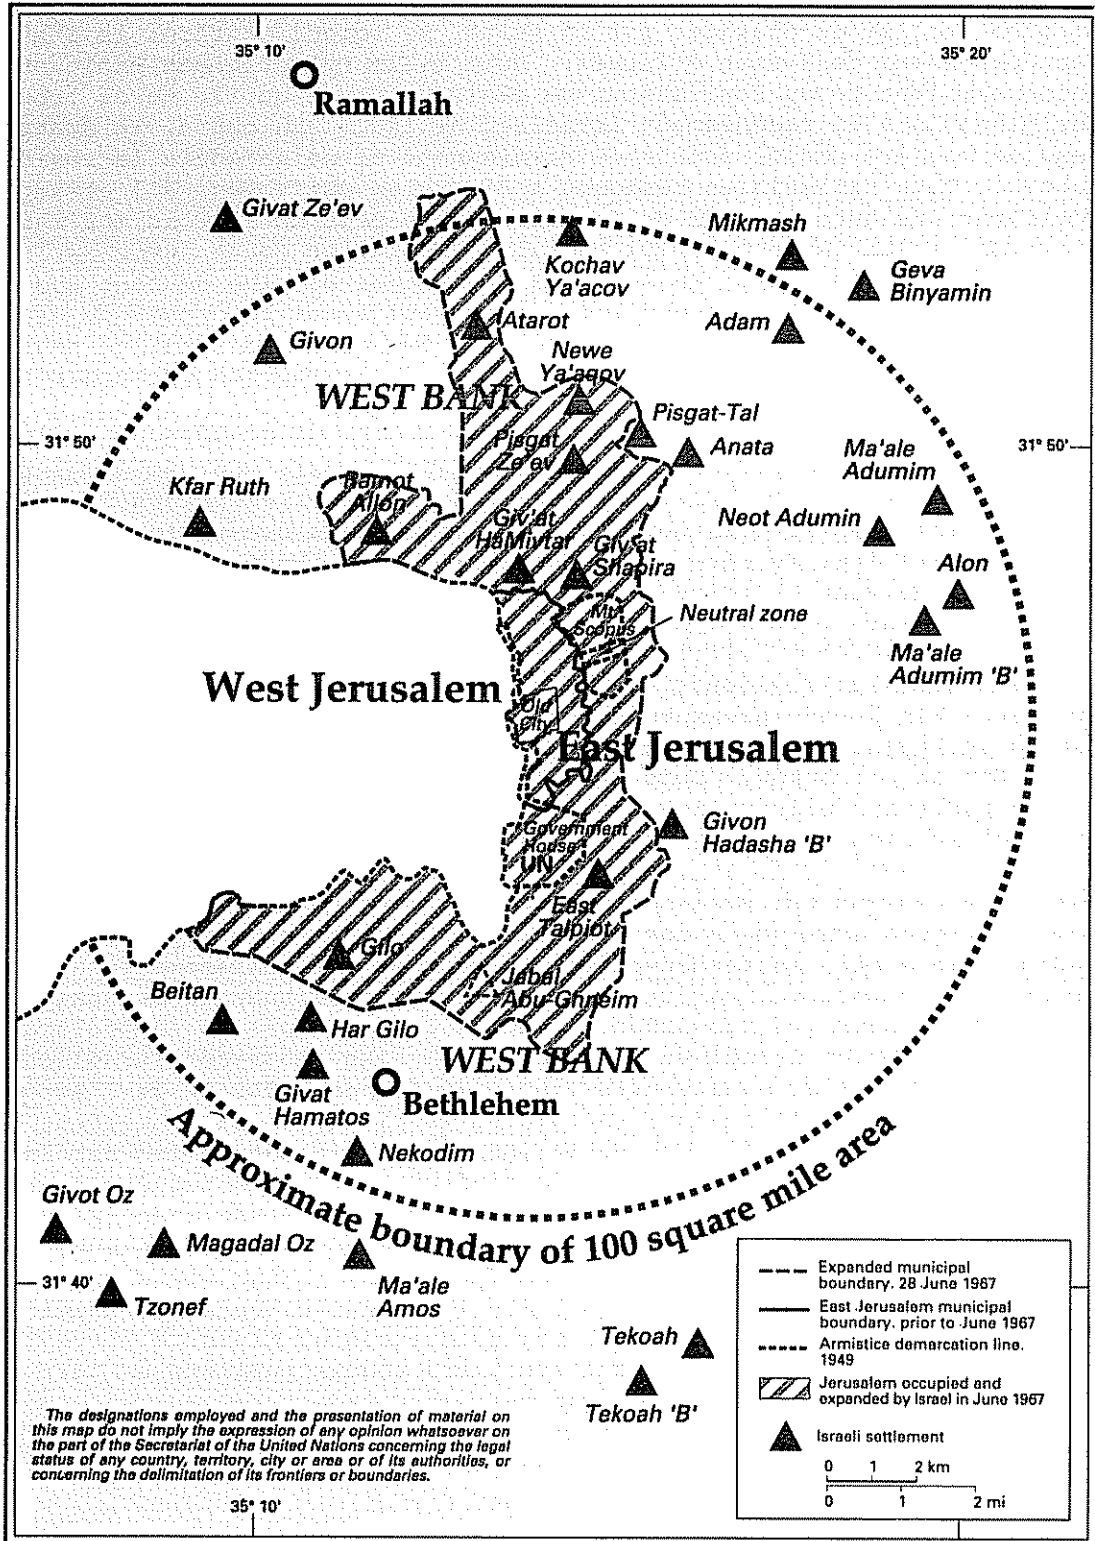 35° 10'
35° 20'
Ramallah
Givat Ze'ev
Mikmash
Kochav
Ya'acov
Geva
Binyamin
Atarot
Adam
Givon
Newe
Ya'aqov
WEST BANK
Pisgat-Tal
31° 50'
Pisgat
Ze'ev
Anata
31° 50'
Ma'ale
Adumim
Kfar Ruth
Ramot
Allon
Giv'at
HaMivtar
Neot Adumin
Giv'at
Shapira
Alon
Mt.
Scopus
Neutral zone
Ma'ale
Adumim 'B'
West Jerusalem
Old
City
East Jerusalem
Givon
Hadasha 'B'
Government
House
UN
East
Talpiot
Gilo
Jabal
Abu-Ghneim
Beitan
Har Gilo
WEST BANK
Givat
Hamatos
Bethlehem
Nekodim
Approximate boundary of 100 square mile area
Givot Oz
Magadal Oz
31° 40'
Tzonef
Ma'ale
Amos
Tekoah
Tekoah 'B'
Expanded municipal
boundary. 28 June 1967
East Jerusalem municipal
boundary. prior to June 1967
Armistice demarcation line.
1949
Jerusalem occupied and
expanded by Israel in June 1967
Israeli settlement
0 1 2 km
0 1 2 mi
The designations employed and the presentation of material on
this map do not imply the expression of any opinion whatsoever on
the part of the Secretariat of the United Nations concerning the legal
status of any country, territory, city or area or of its authorities, or
concerning the delimitation of its frontiers or boundaries.
35° 10'